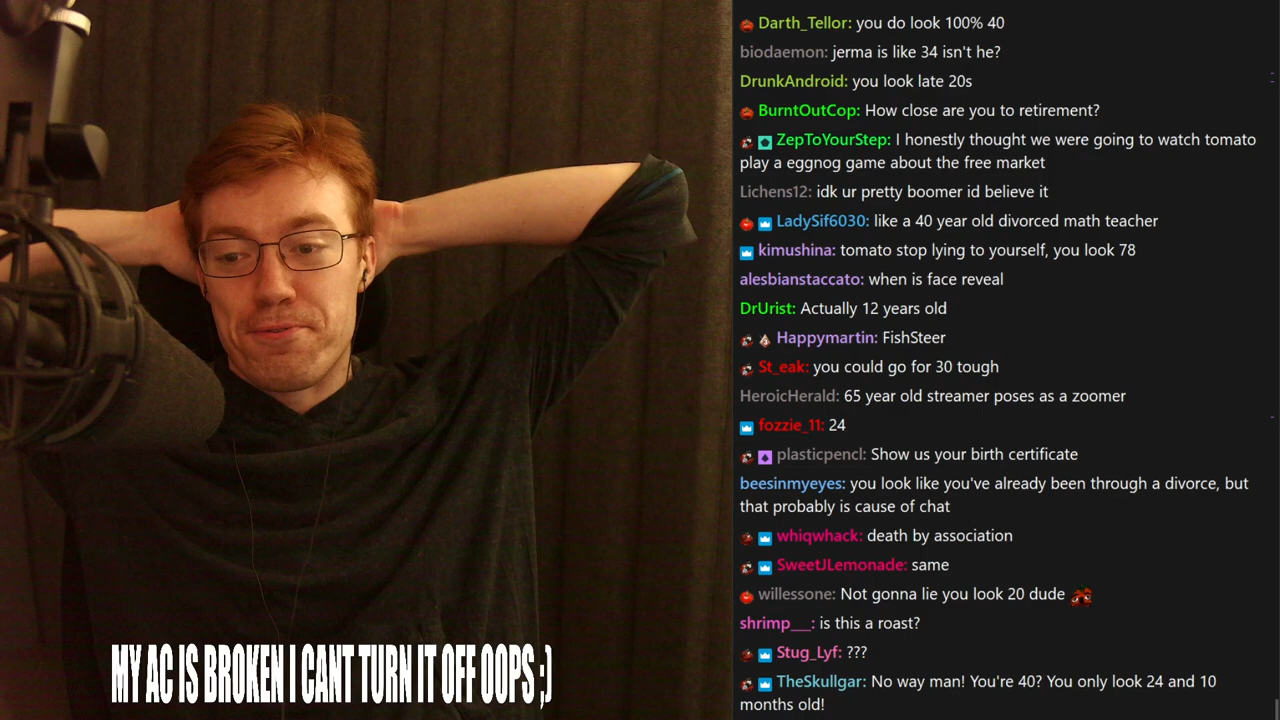 Darth_Tellor: you do look 100% 40
biodaemon: jerma is like 34 isn't he?
DrunkAndroid: you look late 20s
BurntOutCop: How close are you to retirement?
ZepToYourStep: I honestly thought we were going to watch tomato
play a eggnog game about the free market
Lichens12: idk ur pretty boomer id believe it
LadySif6030: like a 40 year old divorced math teacher
kimushina: tomato stop lying to yourself, you look 78
alesbianstaccato: when is face reveal
DrUrist: Actually 12 years old
Happymartin: FishSteer
St_eak: you could go for 30 tough
HeroicHerald: 65 year old streamer poses as a zoomer
fozzie_11: 24
plasticpencl: Show us your birth certificate
beesinmyeyes: you look like you've already been through a divorce, but
that probably is cause of chat
whiqwhack: death by association
SweetJLemonade: same
willessone: Not gonna lie you look 20 dude
shrimp___: is this a roast?
Stug_Lyf: ???
TheSkullgar: No way man! You're 40? You only look 24 and 10
months old!
MY AC IS BROKEN I CANT TURN IT OFF OOPS ;)